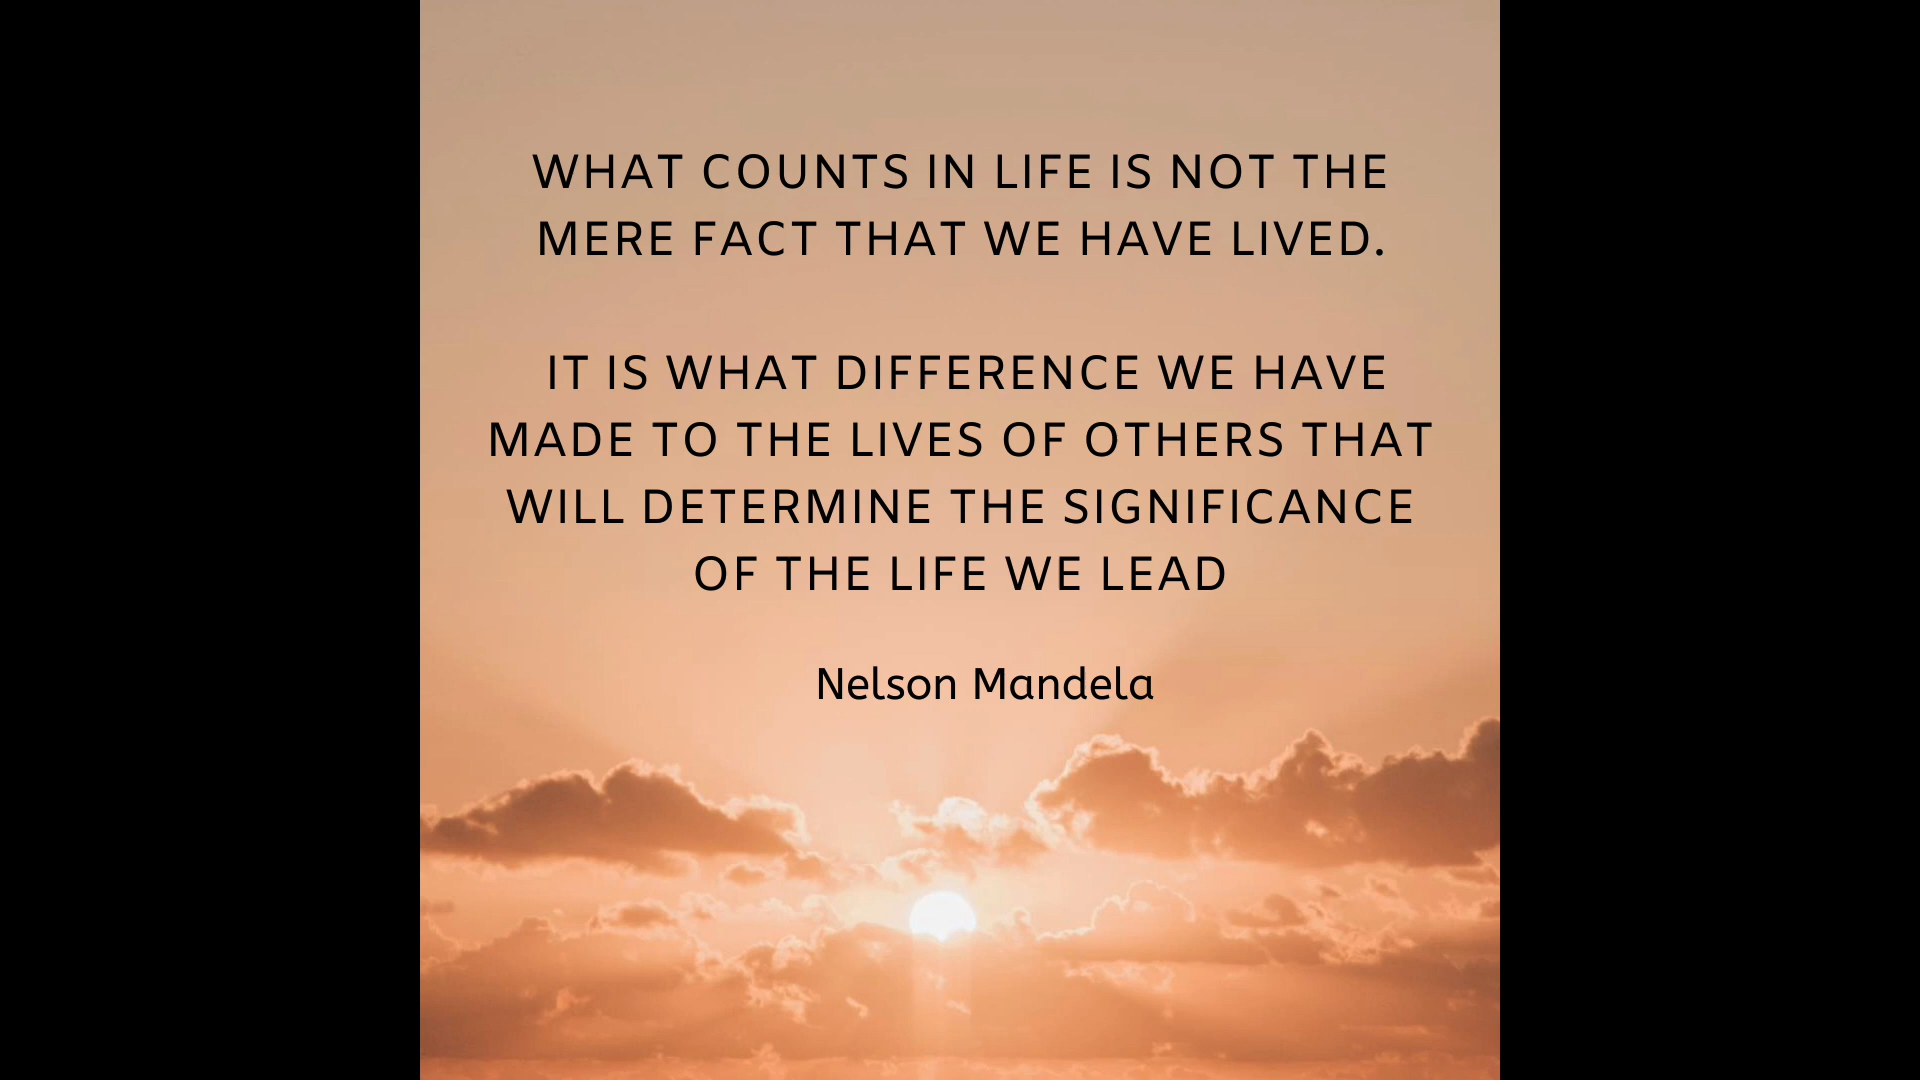 WHAT COUNTS IN LIFE IS NOT THE
MERE FACT THAT WE HAVE LIVED.
IT IS WHAT DIFFERENCE WE HAVE
MADE TO THE LIVES OF OTHERS THAT
WILL DETERMINE THE SIGNIFICANCE
OF THE LIFE WE LEAD
Nelson Mandela